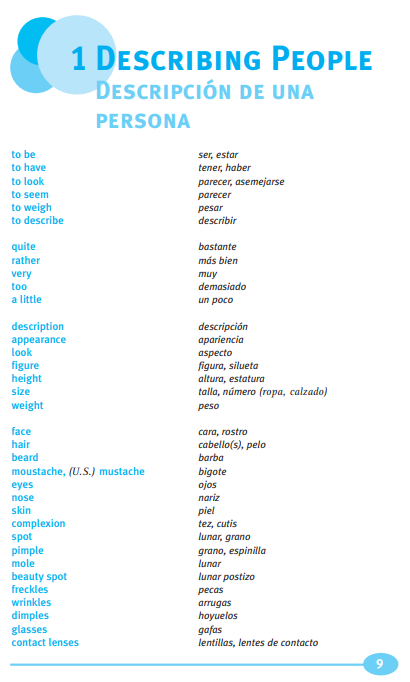 1 DESCRIBING PEOPLE
DESCRIPCIÓN DE UNA
PERSONA
to be ser, estar
to have tener, haber
to look parecer, asemejarse
to seem parecer
to weigh pesar
to describe describir
quite bastante
rather más bien
very muy
too demasiado
a little un poco
description descripción
appearance apariencia
look aspecto
figure figura, silueta
height altura, estatura
size talla, número (ropa, calzado)
weight peso
face cara, rostro
hair cabello(s), pelo
beard barba
moustache, (U.S.) mustache bigote
eyes ojos
nose nariz
skin piel
complexion tez, cutis
spot lunar, grano
pimple grano, espinilla
mole lunar
beauty spot lunar postizo
freckles pecas
wrinkles arrugas
dimples hoyuelos
glasses gafas
contact lenses lentillas, lentes de contacto
9